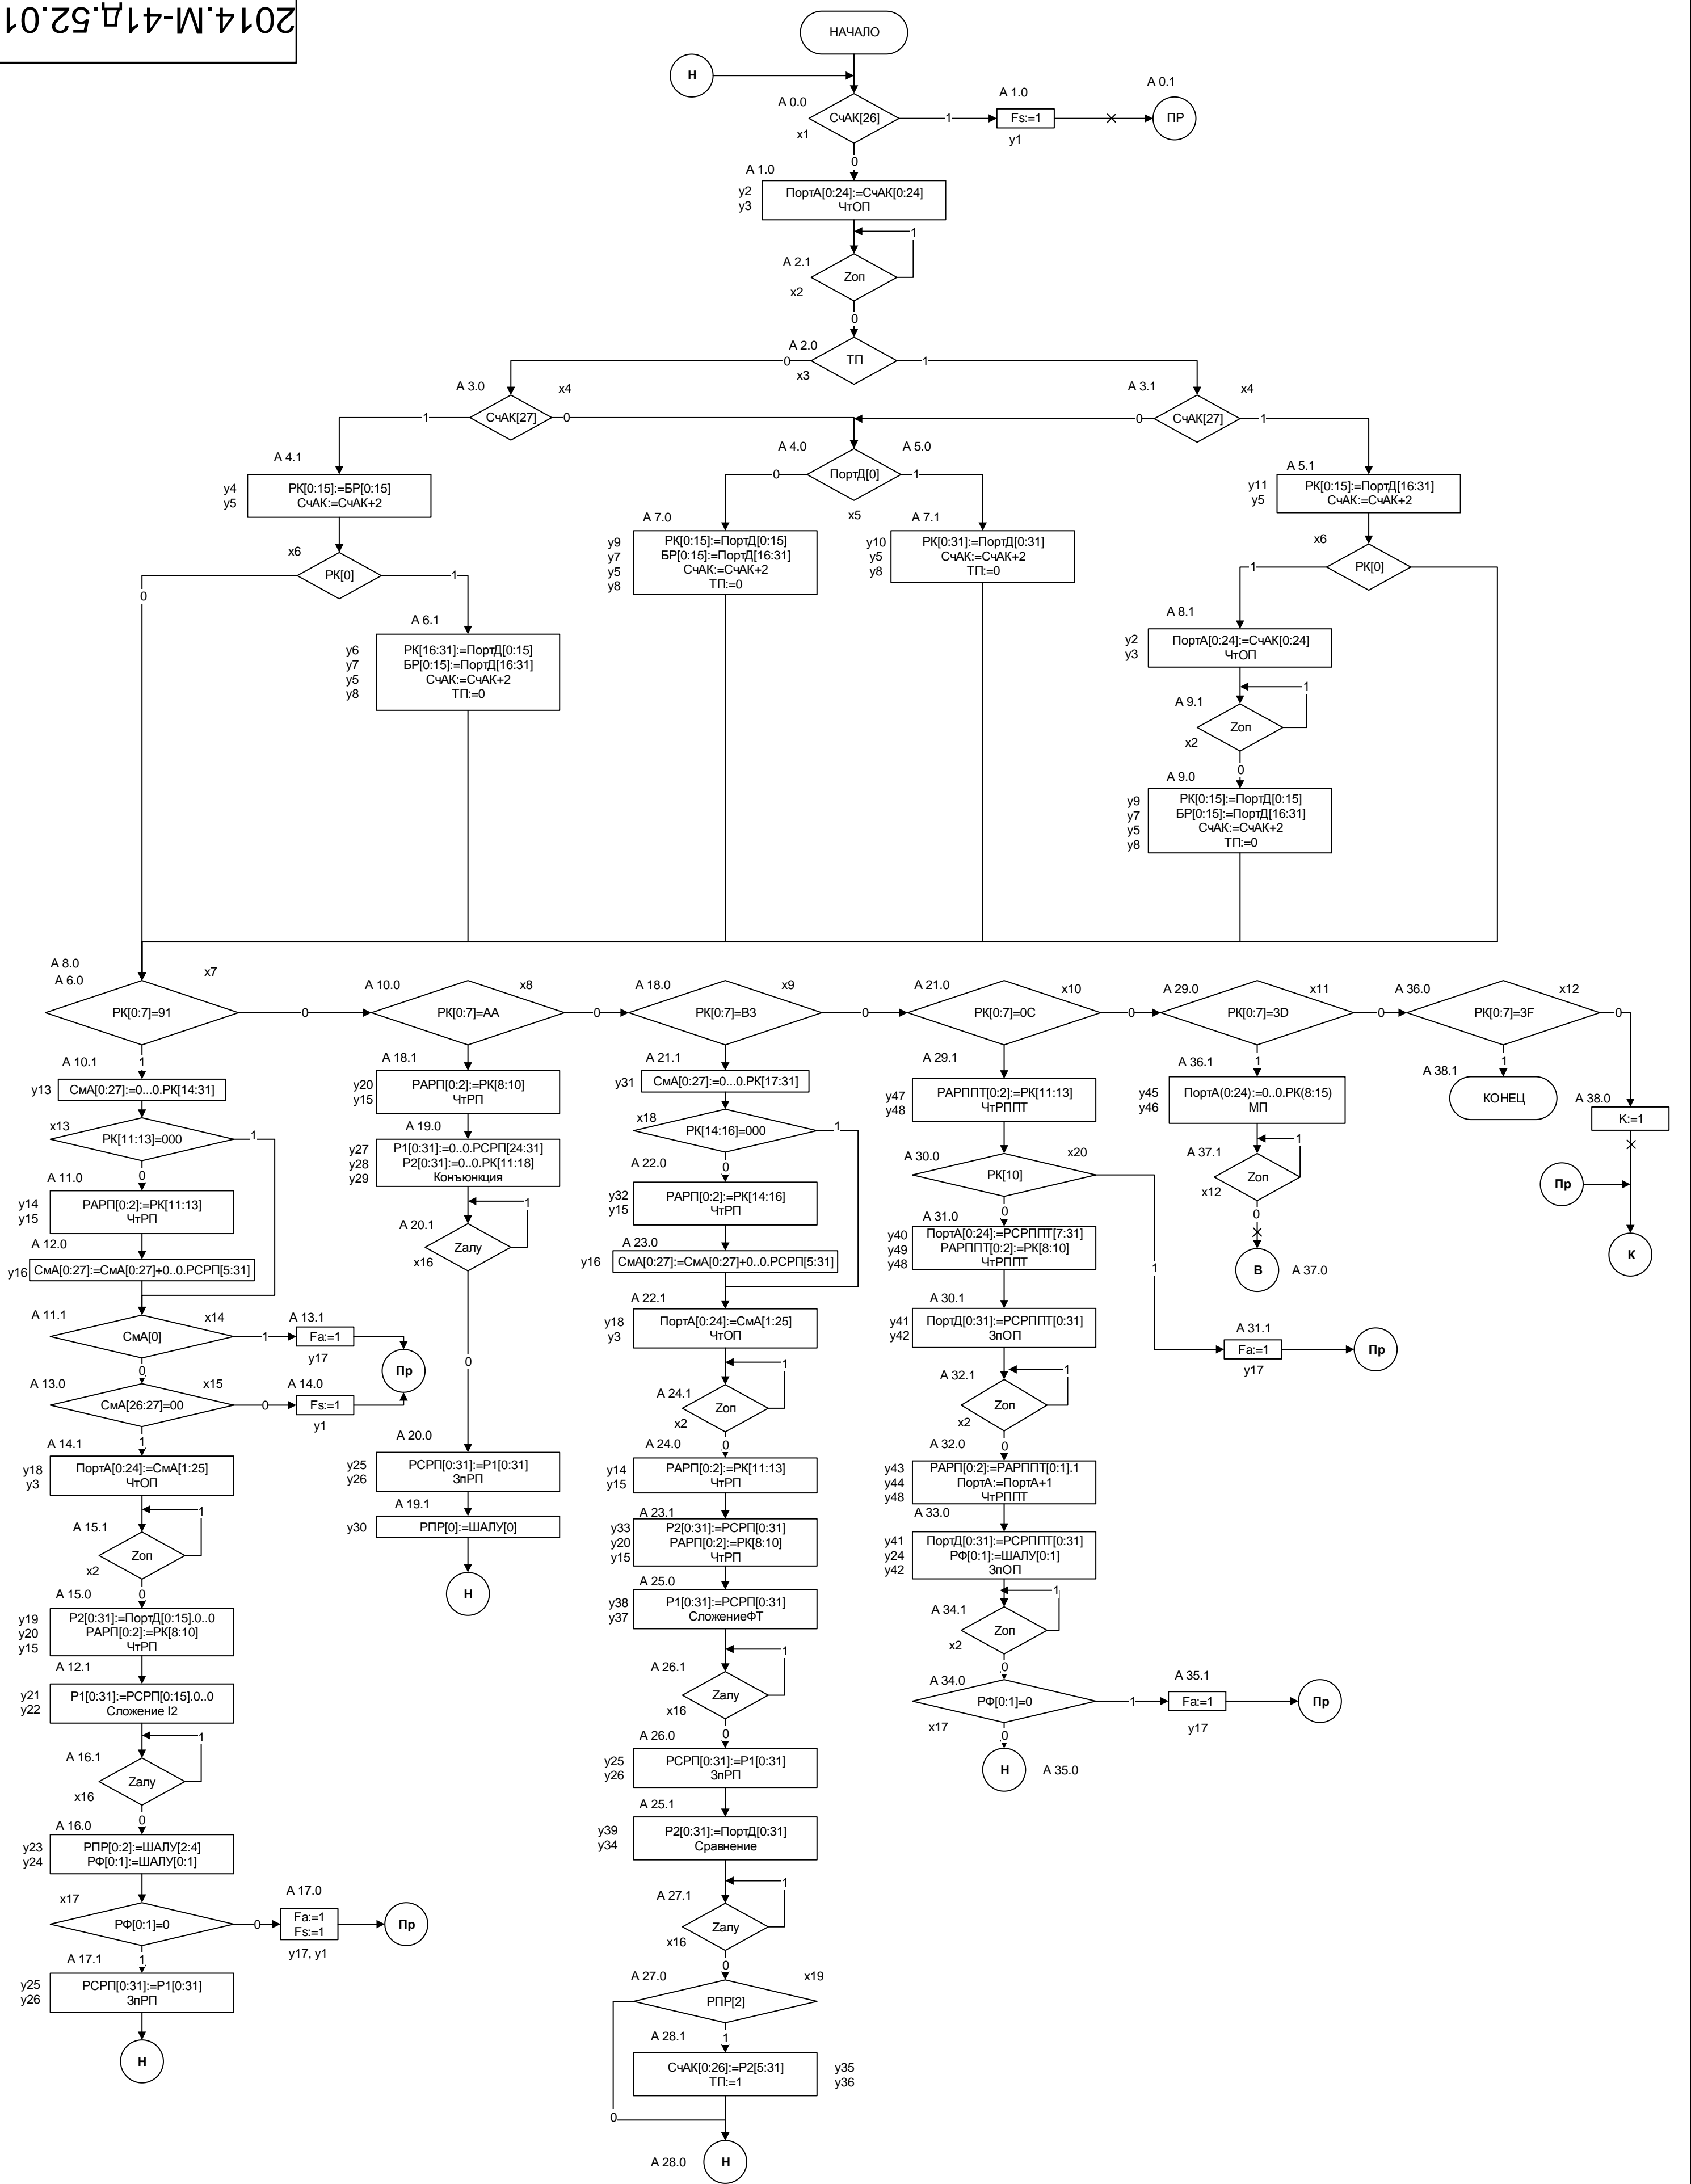 2014.М-41д.52.01
НАЧАЛО
Н
А 0.0
СчАК[26]
x1
1
А 1.0
Fs:=1
y1
А 0.1
ПР
0
А 1.0
y2
y3
ПортА[0:24]:=СчАК[0:24]
ЧтОП
1
А 2.1
Zоп
x2
0
А 2.0
ТП
x3
0
1
А 3.0
x4
СчАК[27]
1
0
А 3.1
x4
СчАК[27]
0
1
А 4.1
y4
y5
РК[0:15]:=БР[0:15]
СчАК:=СчАК+2
А 4.0
А 5.0
ПортД[0]
0
1
x5
А 5.1
y11
y5
РК[0:15]:=ПортД[16:31]
СчАК:=СчАК+2
x6
РК[0]
0
1
А 7.0
y9
y7
y5
y8
РК[0:15]:=ПортД[0:15]
БР[0:15]:=ПортД[16:31]
СчАК:=СчАК+2
ТП:=0
А 7.1
y10
y5
y8
РК[0:31]:=ПортД[0:31]
СчАК:=СчАК+2
ТП:=0
x6
РК[0]
1
А 6.1
y6
y7
y5
y8
РК[16:31]:=ПортД[0:15]
БР[0:15]:=ПортД[16:31]
СчАК:=СчАК+2
ТП:=0
А 8.1
y2
y3
ПортА[0:24]:=СчАК[0:24]
ЧтОП
1
А 9.1
Zоп
x2
0
А 9.0
y9
y7
y5
y8
РК[0:15]:=ПортД[0:15]
БР[0:15]:=ПортД[16:31]
СчАК:=СчАК+2
ТП:=0
А 8.0
А 6.0
x7
РК[0:7]=91
0
А 10.0
x8
РК[0:7]=АА
0
А 18.0
x9
РК[0:7]=В3
0
А 21.0
x10
РК[0:7]=0С
0
А 29.0
x11
РК[0:7]=3D
0
А 36.0
x12
РК[0:7]=3F
0
1
А 10.1
y13
СмА[0:27]:=0...0.РК[14:31]
x13
РК[11:13]=000
1
0
А 11.0
y14
y15
РАРП[0:2]:=РК[11:13]
ЧтРП
А 12.0
y16
СмА[0:27]:=СмА[0:27]+0..0.РСРП[5:31]
А 11.1
x14
СмА[0]
1
А 13.1
Fa:=1
y17
Пр
0
А 13.0
x15
СмА[26:27]=00
0
А 14.0
Fs:=1
y1
1
А 14.1
y18
y3
ПортА[0:24]:=СмА[1:25]
ЧтОП
1
А 15.1
Zоп
x2
0
А 15.0
y19
y20
y15
Р2[0:31]:=ПортД[0:15].0..0
РАРП[0:2]:=РК[8:10]
ЧтРП
А 12.1
y21
y22
Р1[0:31]:=РСРП[0:15].0..0
Сложение I2
1
А 16.1
Zалу
x16
0
А 16.0
y23
y24
РПР[0:2]:=ШАЛУ[2:4]
РФ[0:1]:=ШАЛУ[0:1]
x17
РФ[0:1]=0
0
А 17.0
Fa:=1
Fs:=1
y17, y1
Пр
1
А 17.1
y25
y26
РСРП[0:31]:=Р1[0:31]
ЗпРП
Н
А 18.1
y20
y15
РАРП[0:2]:=РК[8:10]
ЧтРП
А 19.0
y27
y28
y29
Р1[0:31]:=0..0.РСРП[24:31]
Р2[0:31]:=0..0.РК[11:18]
Конъюнкция
1
А 20.1
Zалу
x16
0
А 20.0
y25
y26
РСРП[0:31]:=Р1[0:31]
ЗпРП
А 19.1
y30
РПР[0]:=ШАЛУ[0]
Н
А 21.1
y31
СмА[0:27]:=0...0.РК[17:31]
x18
РК[14:16]=000
1
0
А 22.0
y32
y15
РАРП[0:2]:=РК[14:16]
ЧтРП
А 23.0
y16
СмА[0:27]:=СмА[0:27]+0..0.РСРП[5:31]
А 22.1
y18
y3
ПортА[0:24]:=СмА[1:25]
ЧтОП
1
А 24.1
Zоп
x2
0
А 24.0
y14
y15
РАРП[0:2]:=РК[11:13]
ЧтРП
А 23.1
y33
y20
y15
Р2[0:31]:=РСРП[0:31]
РАРП[0:2]:=РК[8:10]
ЧтРП
А 25.0
y38
y37
Р1[0:31]:=РСРП[0:31]
СложениеФТ
1
А 26.1
Zалу
x16
0
А 26.0
y25
y26
РСРП[0:31]:=Р1[0:31]
ЗпРП
А 25.1
y39
y34
Р2[0:31]:=ПортД[0:31]
Сравнение
1
А 27.1
Zалу
x16
0
А 27.0
x19
РПР[2]
1
А 28.1
СчАК[0:26]:=Р2[5:31]
ТП:=1
y35
y36
0
А 28.0
Н
А 29.1
y47
y48
РАРППТ[0:2]:=РК[11:13]
ЧтРППТ
А 30.0
x20
РК[10]
0
1
А 31.0
y40
y49
y48
ПортА[0:24]:=РСРППТ[7:31]
РАРППТ[0:2]:=РК[8:10]
ЧтРППТ
А 30.1
y41
y42
ПортД[0:31]:=РСРППТ[0:31]
ЗпОП
А 31.1
Fa:=1
y17
Пр
1
А 32.1
Zоп
x2
0
А 32.0
y43
y44
y48
РАРП[0:2]:=РАРППТ[0:1].1
ПортА:=ПортА+1
ЧтРППТ
А 33.0
y41
y24
y42
ПортД[0:31]:=РСРППТ[0:31]
РФ[0:1]:=ШАЛУ[0:1]
ЗпОП
1
А 34.1
Zоп
x2
0
А 34.0
РФ[0:1]=0
x17
1
А 35.1
Fa:=1
y17
Пр
0
Н
А 35.0
1
А 36.1
y45
y46
ПортА(0:24):=0..0.РК(8:15)
МП
1
А 37.1
Zоп
x12
0
В
А 37.0
1
А 38.1
КОНЕЦ
А 38.0
К:=1
Пр
К